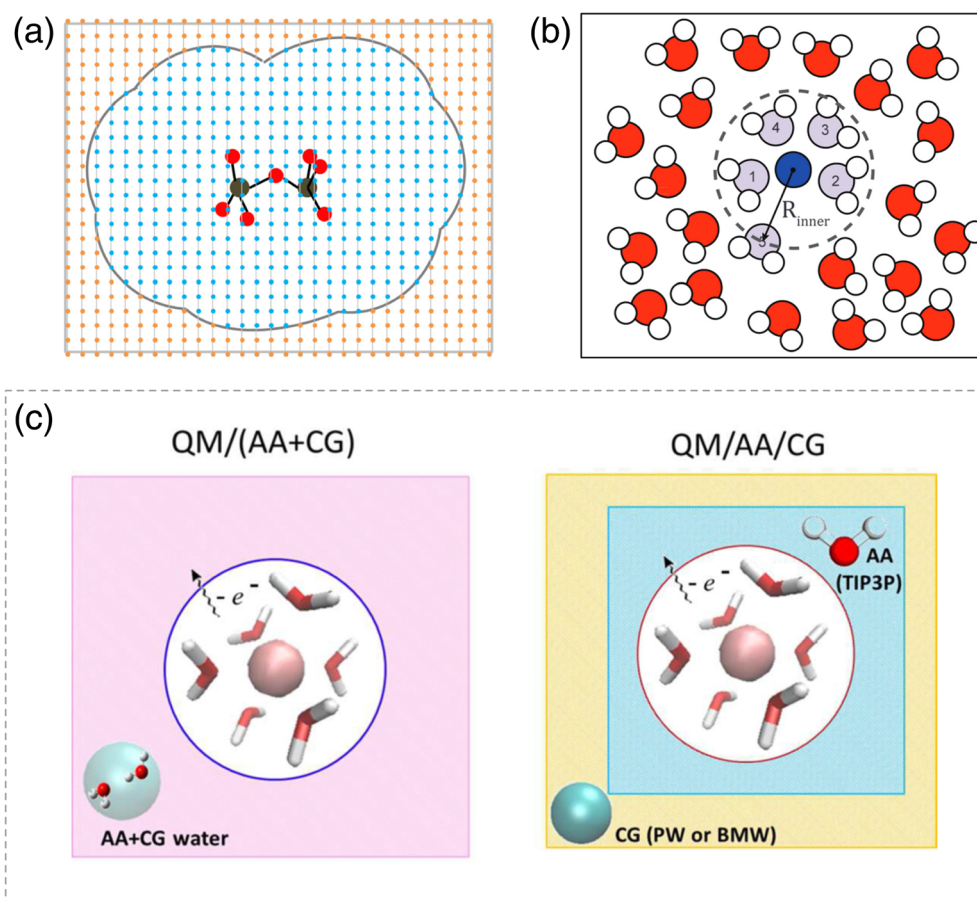 (a)
(b)
4
3
1
2
R_inner
5
(c)
QM/(AA+CG)
QM/AA/CG
- e -
AA+CG water
- e -
AA
(TIP3P)
CG (PW or BMW)